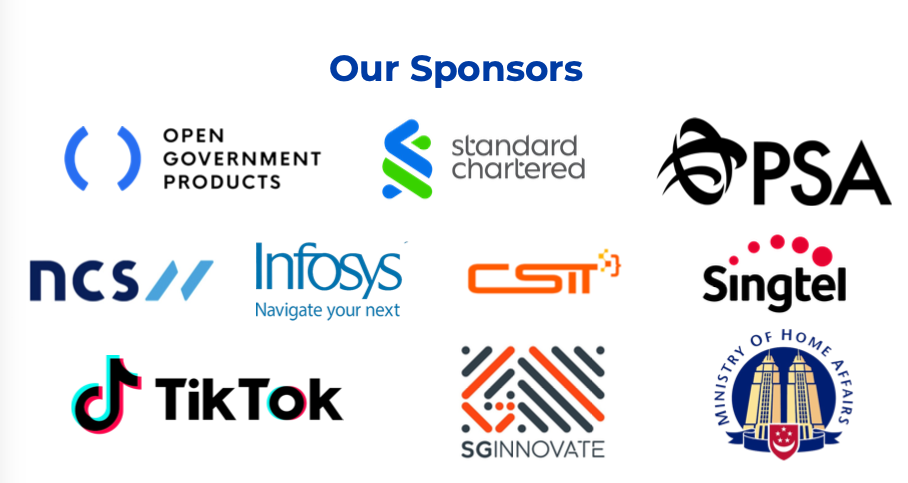 Our Sponsors
OPEN
GOVERNMENT
PRODUCTS
standard
chartered
PSA
ncs
Infosys
Navigate your next
CSIT
Singtel
TikTok
SGINNOVATE
MINISTRY OF HOME AFFAIRS